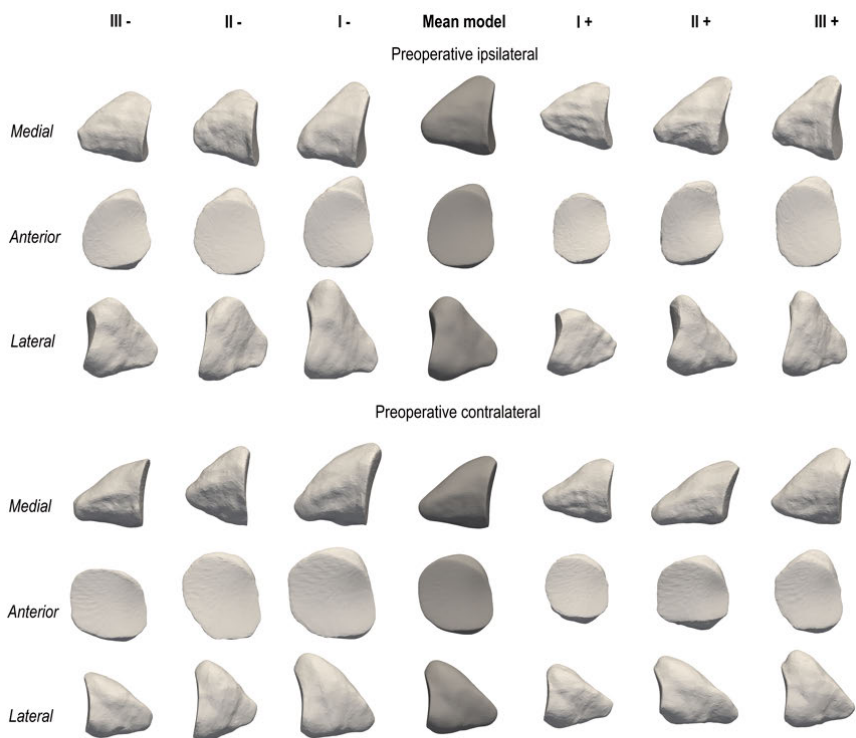 III - II - I - Mean model I + II + III +
Preoperative ipsilateral
Medial
Anterior
Lateral
Preoperative contralateral
Medial
Anterior
Lateral